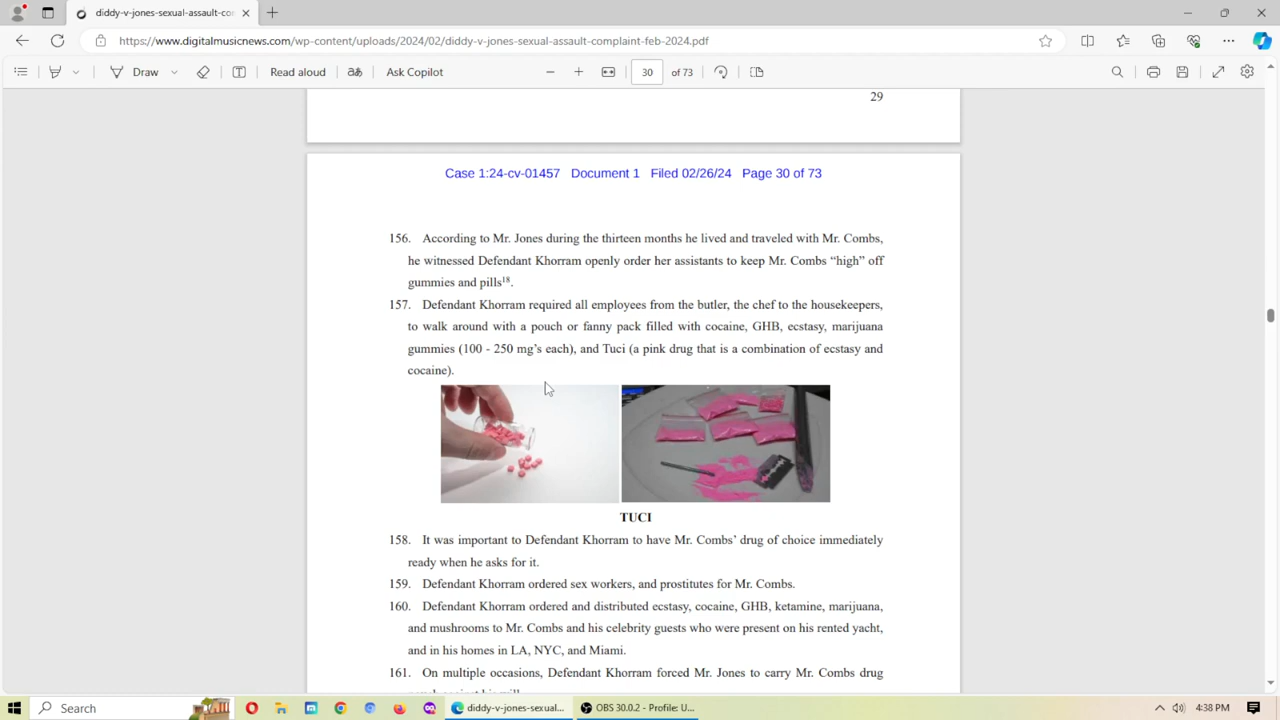 diddy-v-jones-sexual-assault-co
https://www.digitalmusicnews.com/wp-content/uploads/2024/02/diddy-v-jones-sexual-assault-complaint-feb-2024.pdf
Draw
Read aloud
aあ
Ask Copilot
30
of 73
29
Case 1:24-cv-01457 Document 1 Filed 02/26/24 Page 30 of 73
156. According to Mr. Jones during the thirteen months he lived and traveled with Mr. Combs,
he witnessed Defendant Khorram openly order her assistants to keep Mr. Combs “high” off
gummies and pills18.
157. Defendant Khorram required all employees from the butler, the chef to the housekeepers,
to walk around with a pouch or fanny pack filled with cocaine, GHB, ecstasy, marijuana
gummies (100 - 250 mg’s each), and Tuci (a pink drug that is a combination of ecstasy and
cocaine).
TUCI
158. It was important to Defendant Khorram to have Mr. Combs’ drug of choice immediately
ready when he asks for it.
159. Defendant Khorram ordered sex workers, and prostitutes for Mr. Combs.
160. Defendant Khorram ordered and distributed ecstasy, cocaine, GHB, ketamine, marijuana,
and mushrooms to Mr. Combs and his celebrity guests who were present on his rented yacht,
and in his homes in LA, NYC, and Miami.
161. On multiple occasions, Defendant Khorram forced Mr. Jones to carry Mr. Combs drug
Search
diddy-v-jones-sexual...
OBS 30.0.2 - Profile: U...
4:38 PM